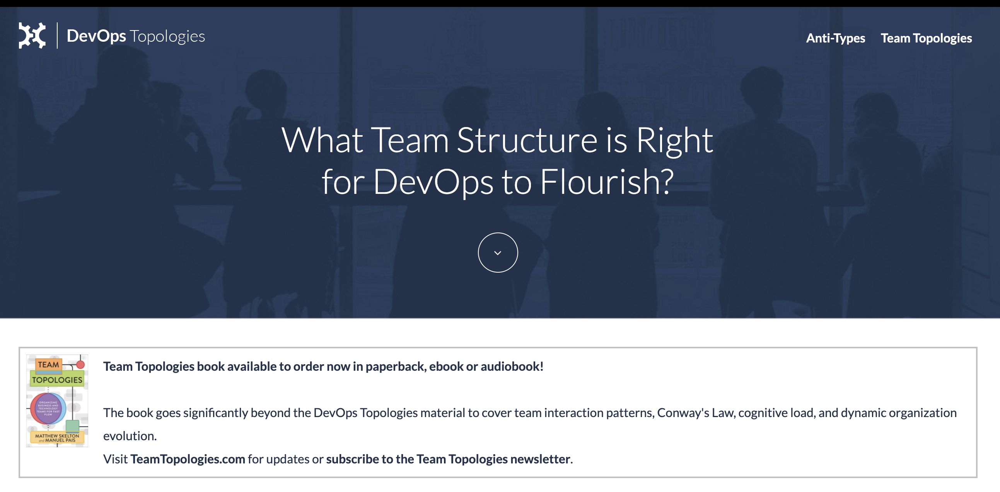 DevOps Topologies
Anti-Types Team Topologies
What Team Structure is Right
for DevOps to Flourish?
TEAM
TOPOLOGIES
ORGANIZING
BUSINESS AND
TECHNOLOGY
TEAMS FOR FAST
FLOW
MATTHEW SKELTON
and MANUEL PAIS
Team Topologies book available to order now in paperback, ebook or audiobook!
The book goes significantly beyond the DevOps Topologies material to cover team interaction patterns, Conway's Law, cognitive load, and dynamic organization
evolution.
Visit TeamTopologies.com for updates or subscribe to the Team Topologies newsletter.